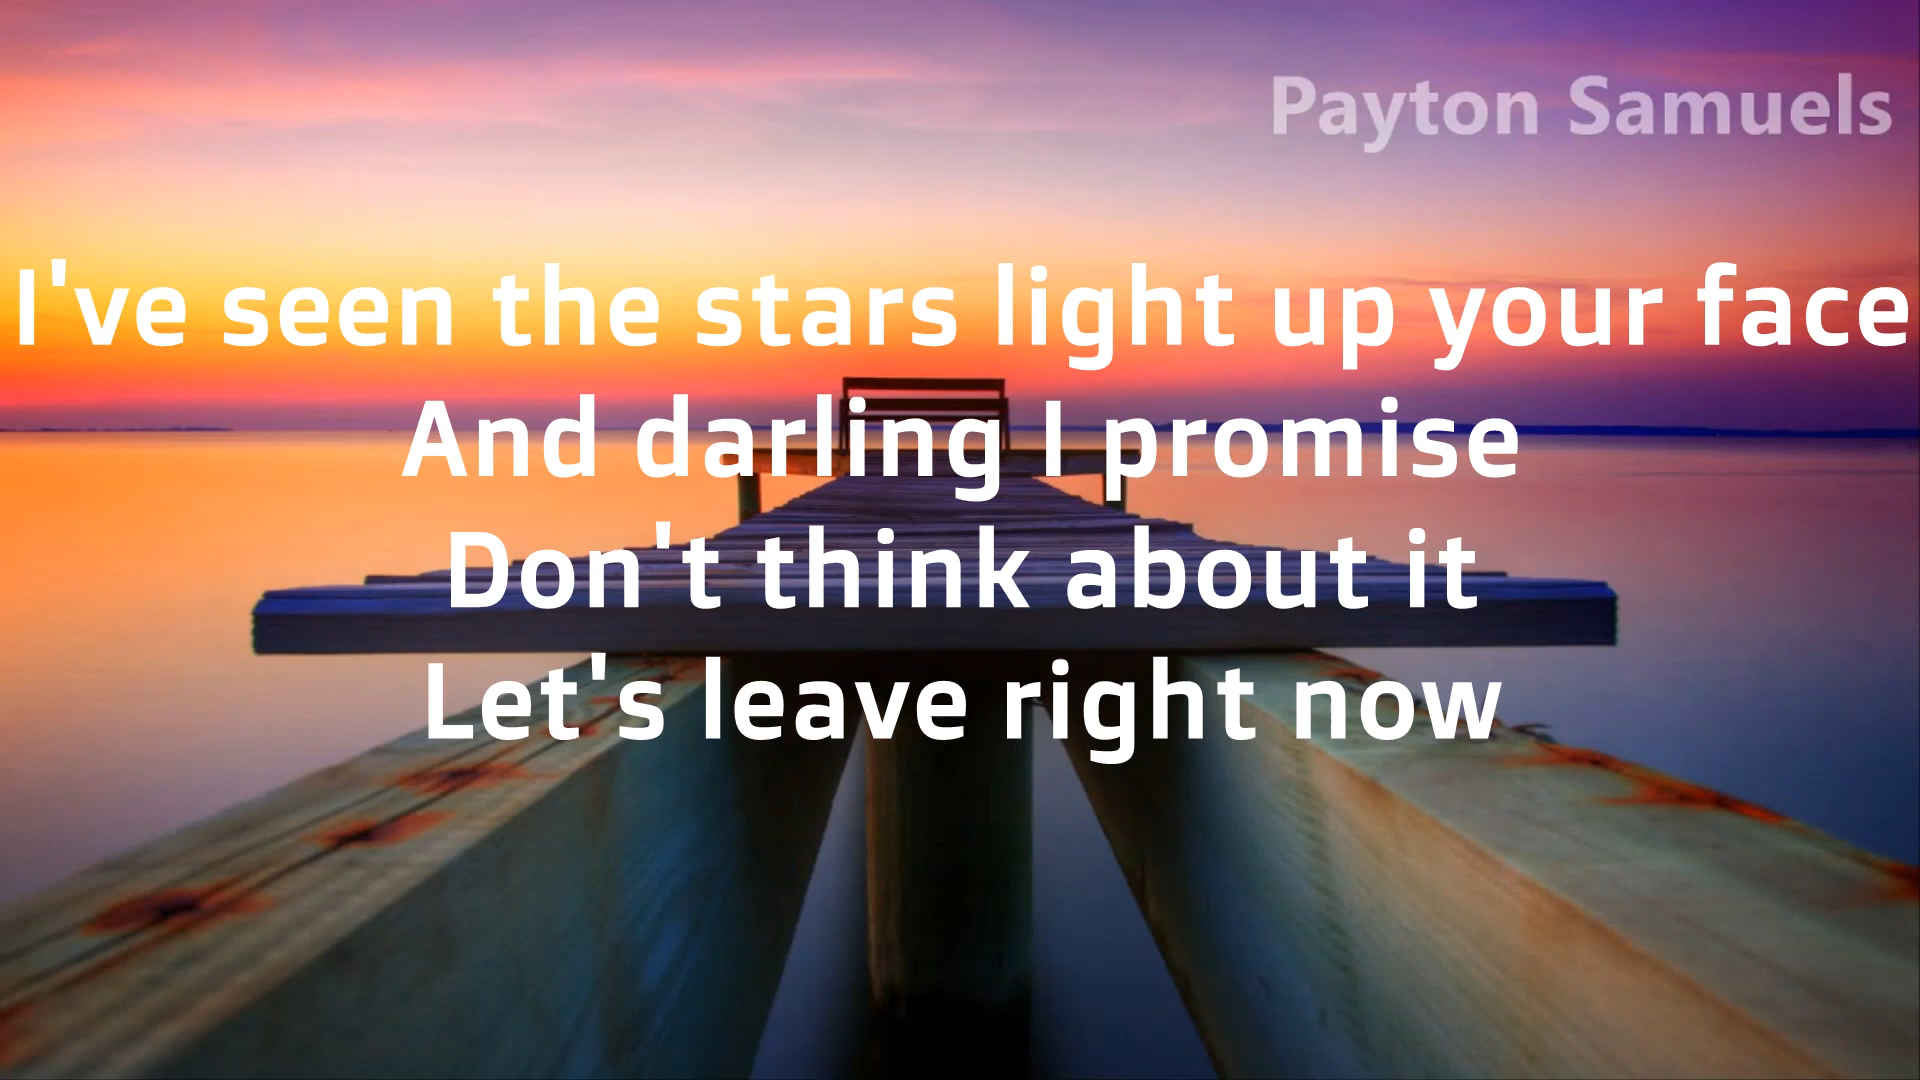 Payton Samuels
I've seen the stars light up your face
And darling I promise
Don't think about it
Let's leave right now